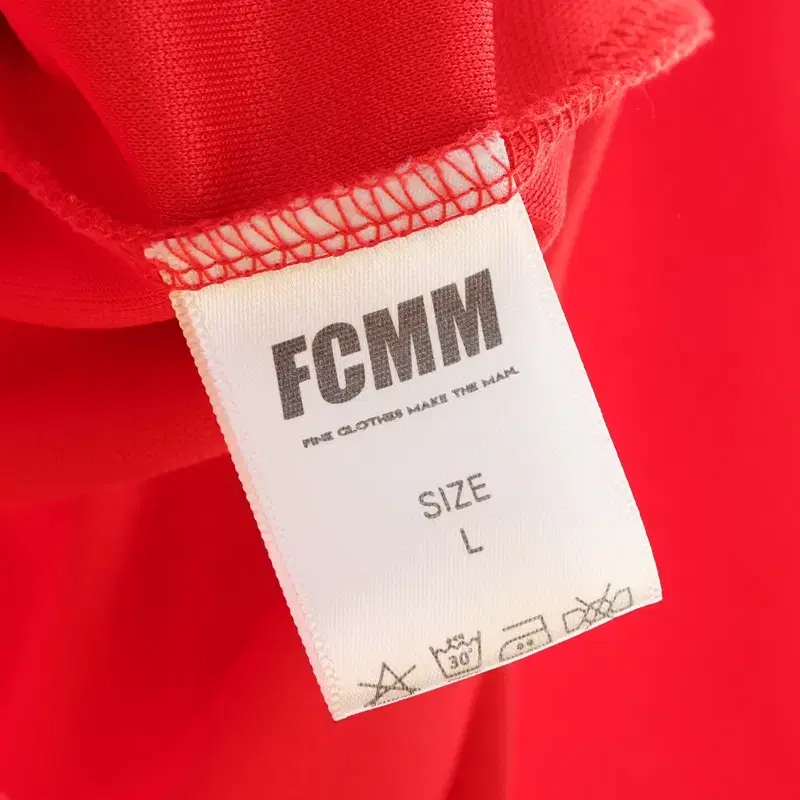 FCMM
FINE CLOTHES MAKE THE MAN.
SIZE
L
30°